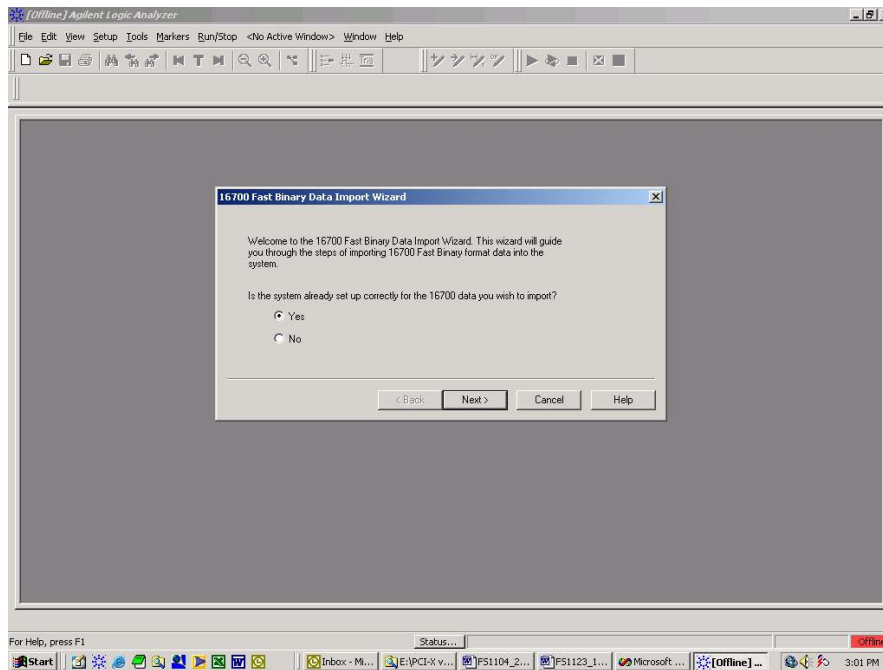 [Offline] Agilent Logic Analyzer
File Edit View Setup Tools Markers Run/Stop <No Active Window> Window Help
T
Trig
16700 Fast Binary Data Import Wizard
Welcome to the 16700 Fast Binary Data Import Wizard. This wizard will guide
you through the steps of importing 16700 Fast Binary format data into the
system.
Is the system already set up correctly for the 16700 data you wish to import?
Yes
No
< Back Next > Cancel Help
For Help, press F1 Status... Offline
Start Inbox - Mi... E:\PCI-X v... FS1104_2... FS1123_1... Microsoft ... [Offline] ... 3:01 PM